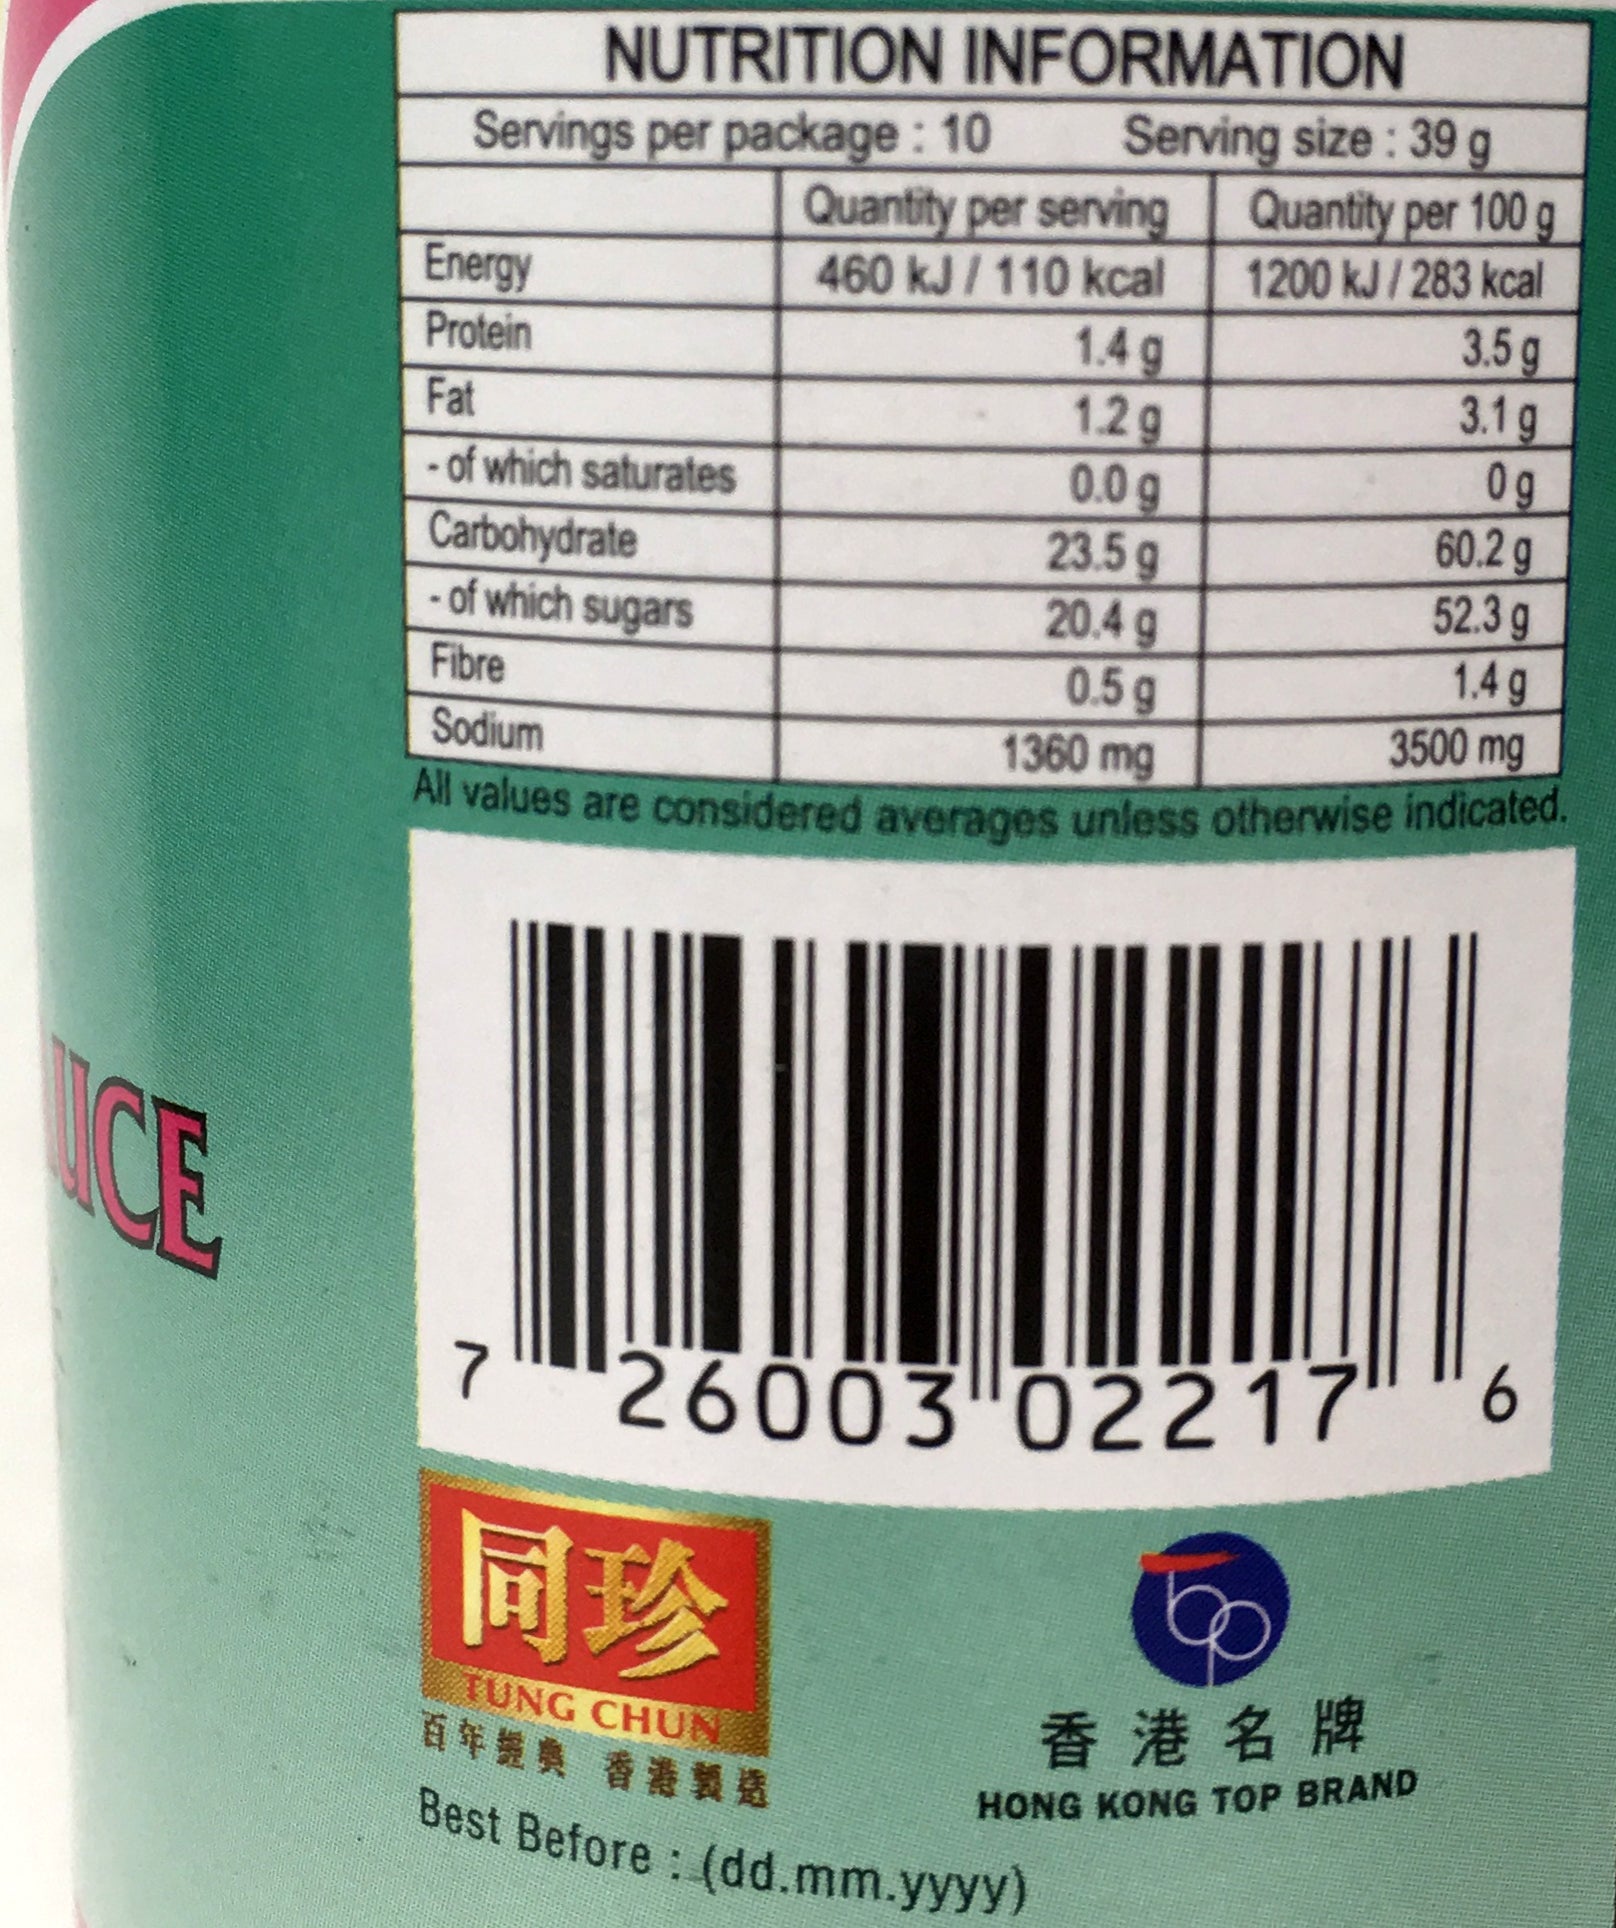 NUTRITION INFORMATION
Servings per package : 10 Serving size : 39 g
Quantity per serving Quantity per 100 g
Energy 460 kJ / 110 kcal 1200 kJ / 283 kcal
Protein 1.4 g 3.5 g
Fat 1.2 g 3.1 g
- of which saturates 0.0 g 0 g
Carbohydrate 23.5 g 60.2 g
- of which sugars 20.4 g 52.3 g
Fibre 0.5 g 1.4 g
Sodium 1360 mg 3500 mg
All values are considered averages unless otherwise indicated.
UCE
7 26003 02217 6
同珍
TUNG CHUN
百年經典 香港製造
bp
香港名牌
HONG KONG TOP BRAND
Best Before : (dd.mm.yyyy)